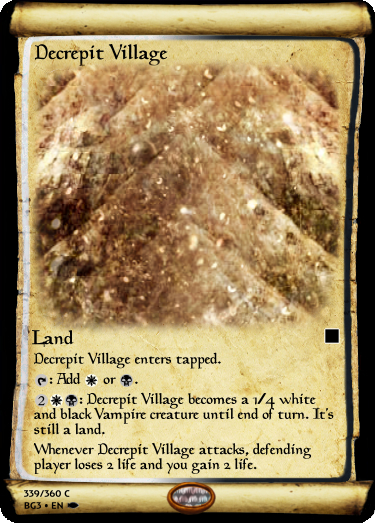 Decrepit Village
Land
Decrepit Village enters tapped.
: Add or .
2 : Decrepit Village becomes a 1/4 white
and black Vampire creature until end of turn. It's
still a land.
Whenever Decrepit Village attacks, defending
player loses 2 life and you gain 2 life.
339/360 C
BG3 • EN